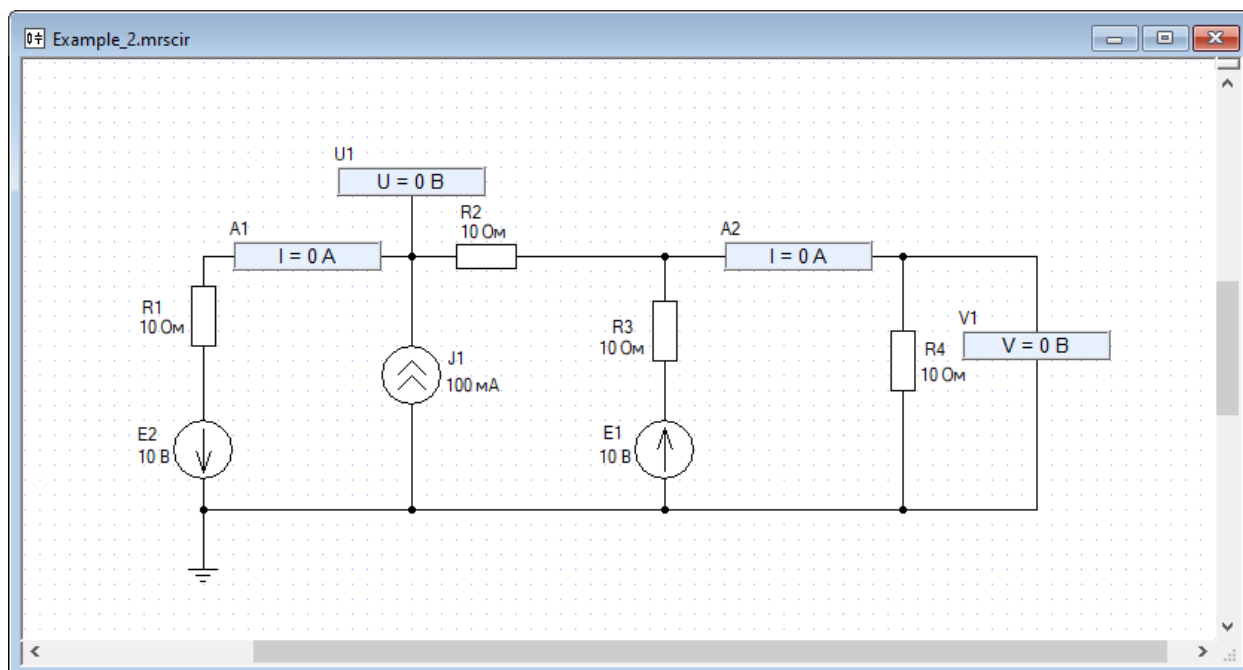 Example_2.mrscir
U1
U = 0 В
A1
I = 0 А
R2
10 Ом
A2
I = 0 А
R1
10 Ом
J1
100 мА
R3
10 Ом
R4
10 Ом
V1
V = 0 В
E2
10 В
E1
10 В